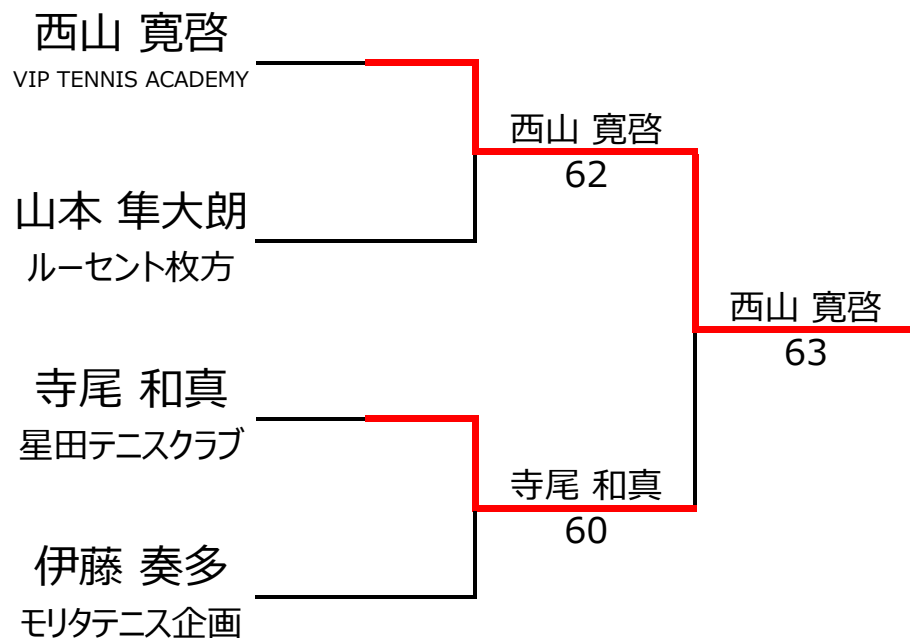 西山 寛啓
VIP TENNIS ACADEMY
西山 寛啓
62
山本 隼大朗
ルーセント枚方
西山 寛啓
63
寺尾 和真
星田テニスクラブ
寺尾 和真
60
伊藤 奏多
モリタテニス企画